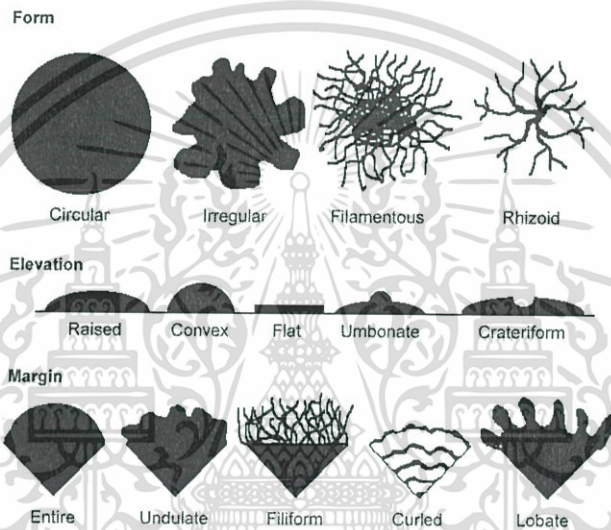 Form
Circular Irregular Filamentous Rhizoid
Elevation
Raised Convex Flat Umbonate Crateriform
Margin
Entire Undulate Filiform Curled Lobate